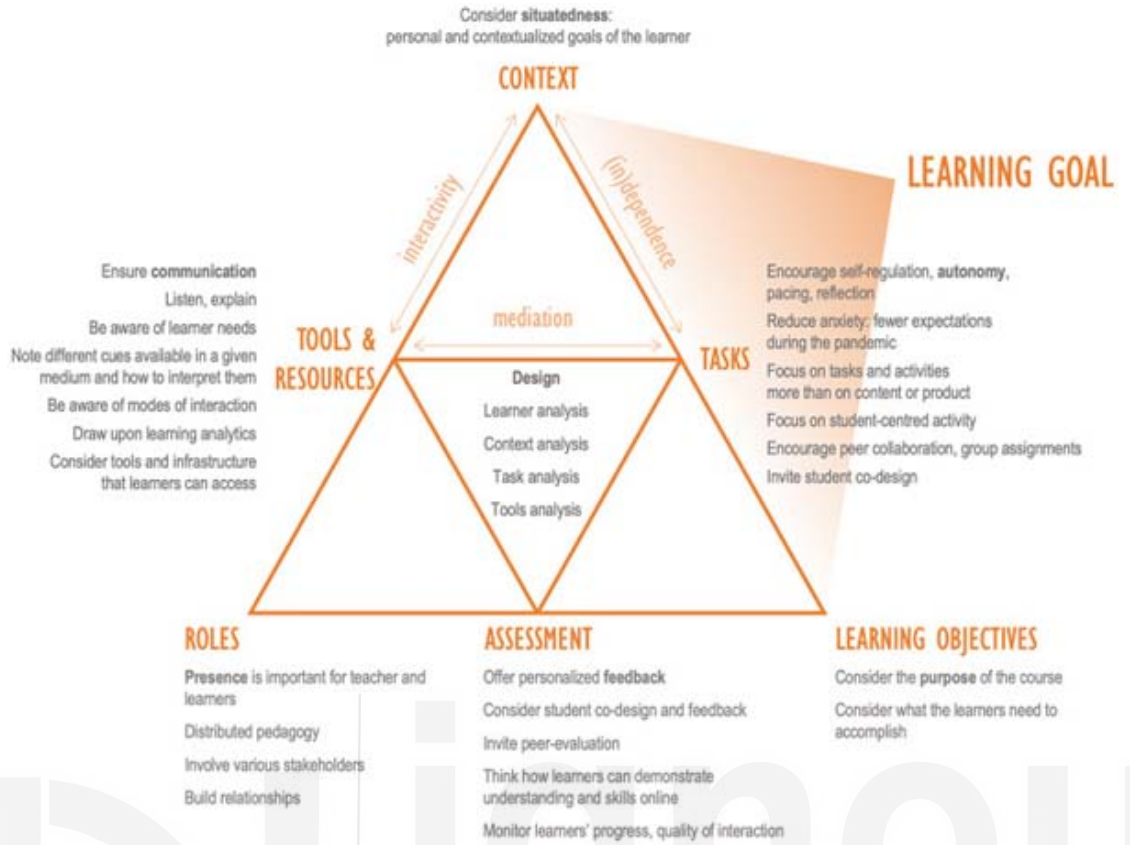 Consider situatedness:
personal and contextualized goals of the learner
CONTEXT
LEARNING GOAL
interactivity
(in)dependence
mediation
Ensure communication
Listen, explain
Be aware of learner needs
Note different cues available in a given
medium and how to interpret them
Be aware of modes of interaction
Draw upon learning analytics
Consider tools and infrastructure
that learners can access
TOOLS &
RESOURCES
Design
Learner analysis
Context analysis
Task analysis
Tools analysis
TASKS
Encourage self-regulation, autonomy,
pacing, reflection
Reduce anxiety: fewer expectations
during the pandemic
Focus on tasks and activities
more than on content or product
Focus on student-centred activity
Encourage peer collaboration, group assignments
Invite student co-design
ROLES
Presence is important for teacher and
learners
Distributed pedagogy
Involve various stakeholders
Build relationships
ASSESSMENT
Offer personalized feedback
Consider student co-design and feedback
Invite peer-evaluation
Think how learners can demonstrate
understanding and skills online
Monitor learners' progress, quality of interaction
LEARNING OBJECTIVES
Consider the purpose of the course
Consider what the learners need to
accomplish